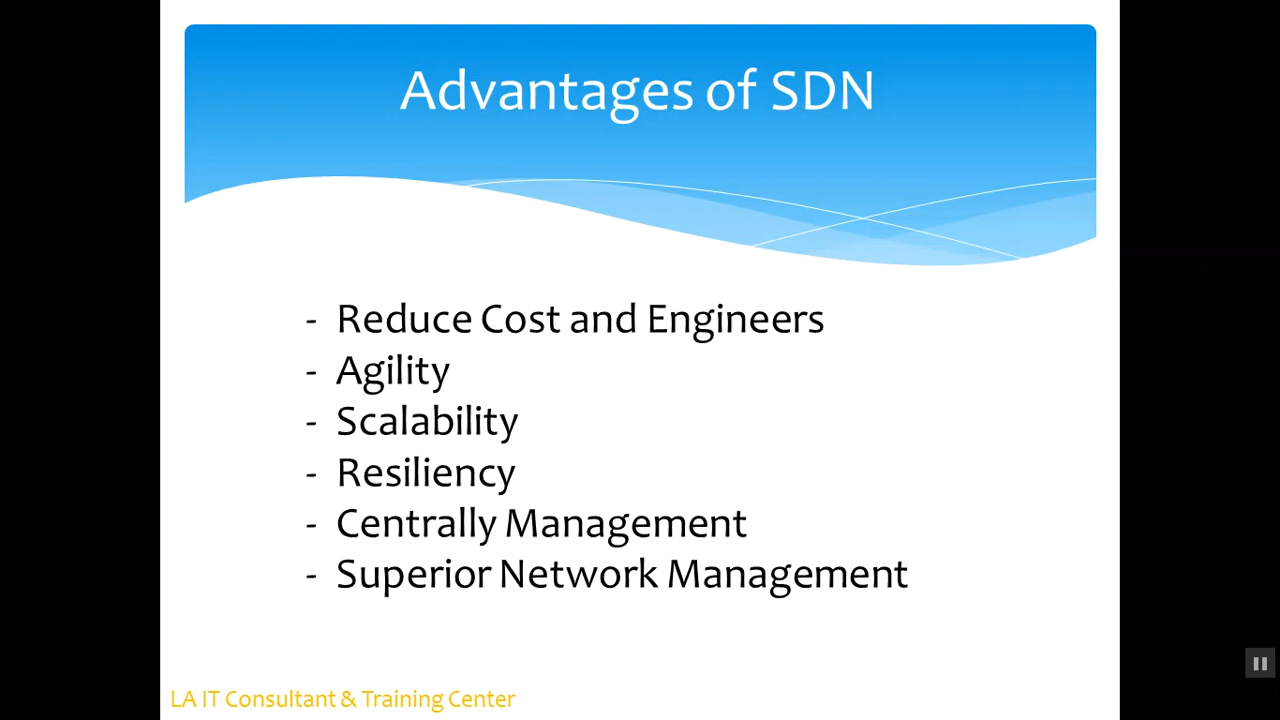 Advantages of SDN
- Reduce Cost and Engineers
- Agility
- Scalability
- Resiliency
- Centrally Management
- Superior Network Management
LA IT Consultant & Training Center